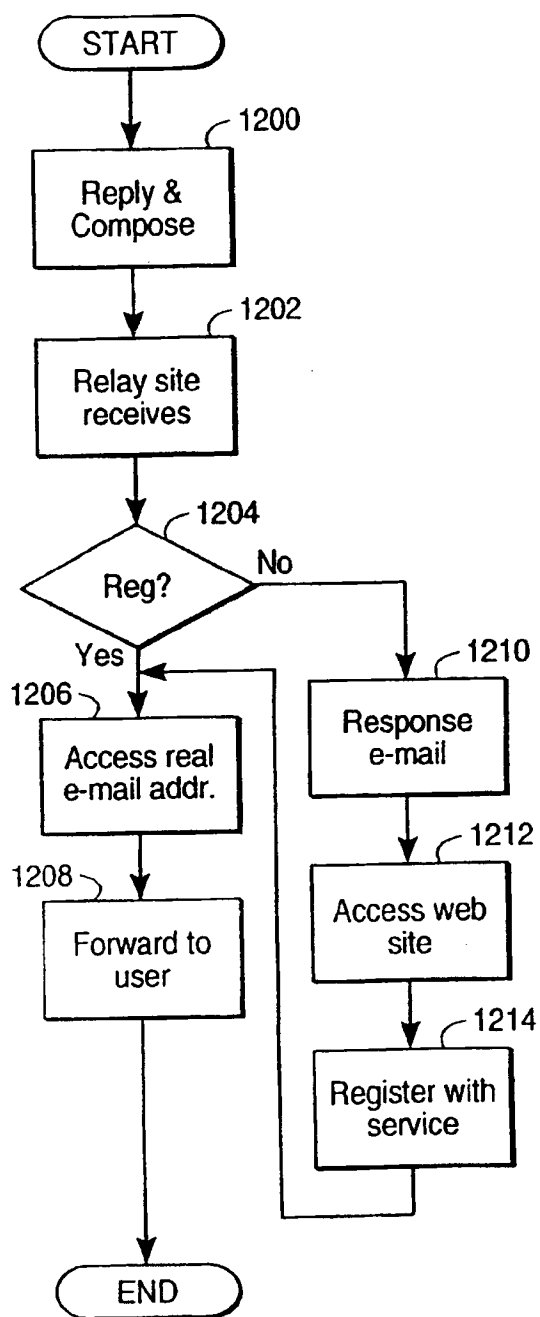 START
1200
Reply &
Compose
1202
Relay site
receives
1204
Reg?
No
Yes
1206
Access real
e-mail addr.
1208
Forward to
user
1210
Response
e-mail
1212
Access web
site
1214
Register with
service
END